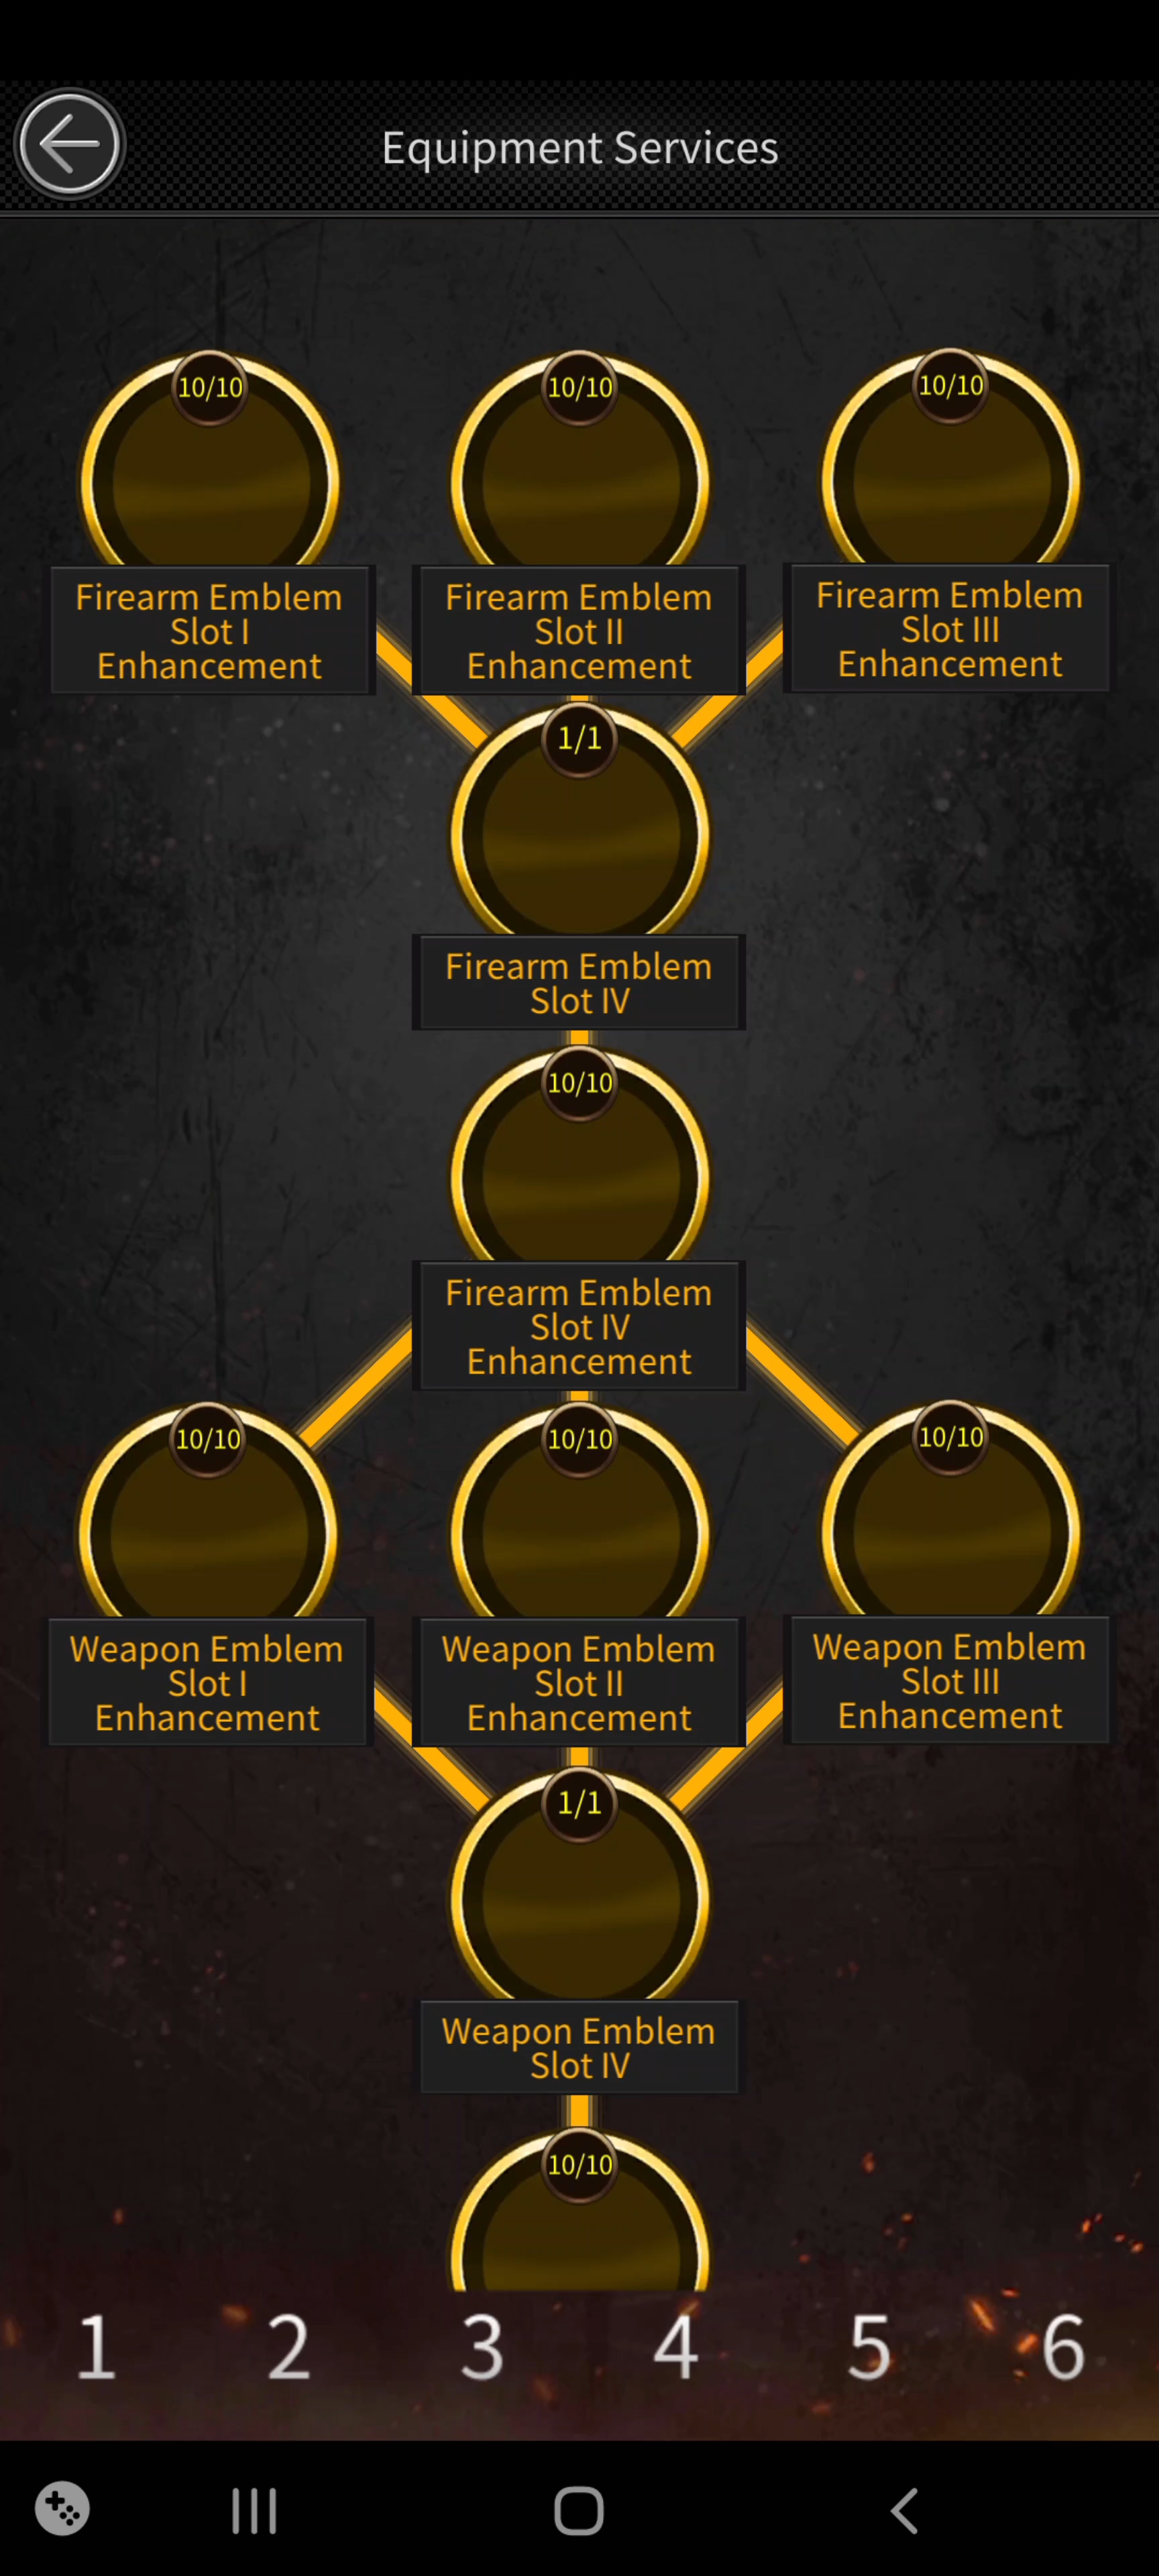 Equipment Services
10/10
10/10
10/10
Firearm Emblem
Slot I
Enhancement
Firearm Emblem
Slot II
Enhancement
Firearm Emblem
Slot III
Enhancement
1/1
Firearm Emblem
Slot IV
10/10
Firearm Emblem
Slot IV
Enhancement
10/10
10/10
10/10
Weapon Emblem
Slot I
Enhancement
Weapon Emblem
Slot II
Enhancement
Weapon Emblem
Slot III
Enhancement
1/1
Weapon Emblem
Slot IV
10/10
1 2 3 4 5 6